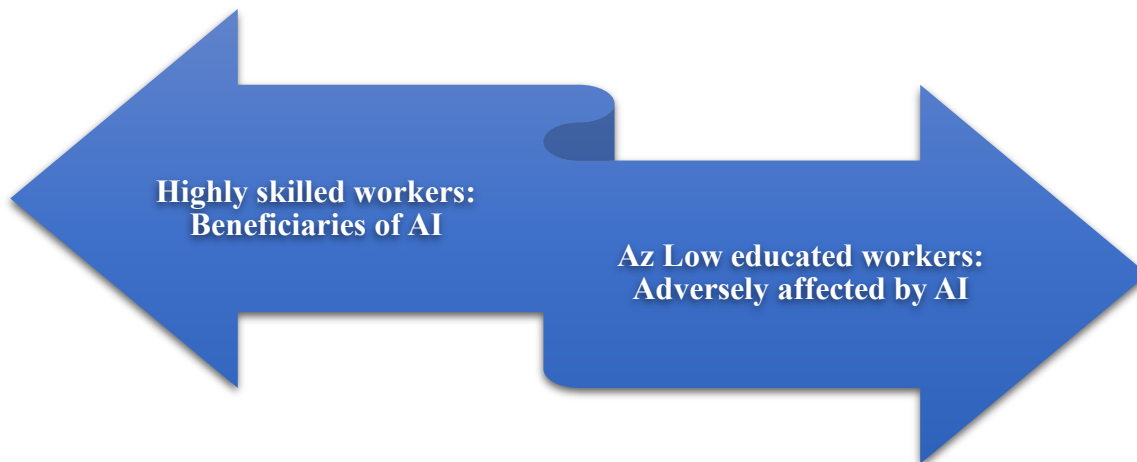 Highly skilled workers:
Beneficiaries of AI
Az Low educated workers:
Adversely affected by AI